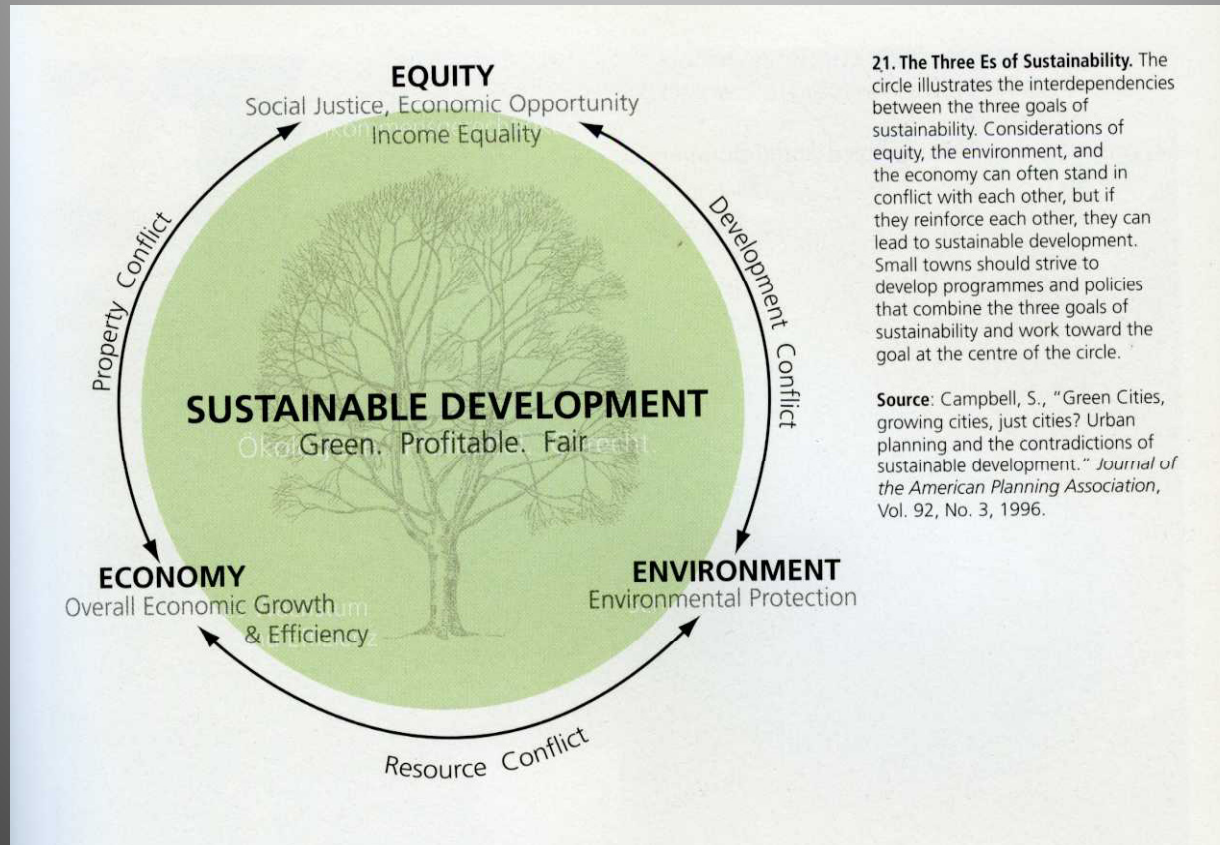 EQUITY
Social Justice, Economic Opportunity
Income Equality
Property Conflict
Development Conflict
SUSTAINABLE DEVELOPMENT
Green. Profitable. Fair
ECONOMY
Overall Economic Growth
& Efficiency
ENVIRONMENT
Environmental Protection
Resource Conflict
21. The Three Es of Sustainability. The
circle illustrates the interdependencies
between the three goals of
sustainability. Considerations of
equity, the environment, and
the economy can often stand in
conflict with each other, but if
they reinforce each other, they can
lead to sustainable development.
Small towns should strive to
develop programmes and policies
that combine the three goals of
sustainability and work toward the
goal at the centre of the circle.
Source: Campbell, S., "Green Cities,
growing cities, just cities? Urban
planning and the contradictions of
sustainable development." Journal of
the American Planning Association,
Vol. 92, No. 3, 1996.